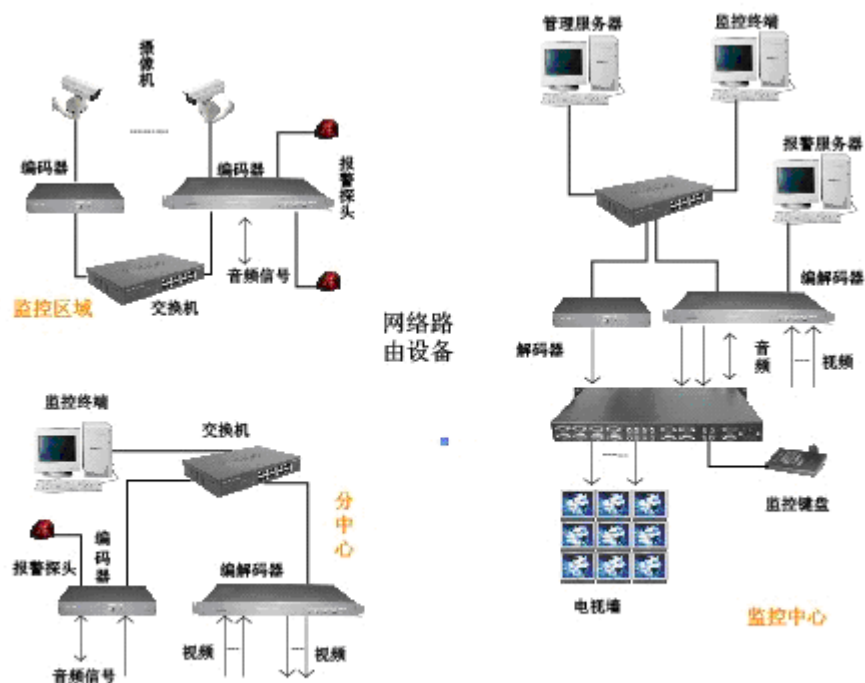 摄像机
编码器
编码器
报警探头
音频信号
交换机
监控区域
管理服务器
监控终端
报警服务器
编解码器
解码器
音频
视频
监控键盘
电视墙
监控中心
网络路
由设备
监控终端
交换机
分中心
编码器
报警探头
编解码器
音频信号
视频
视频